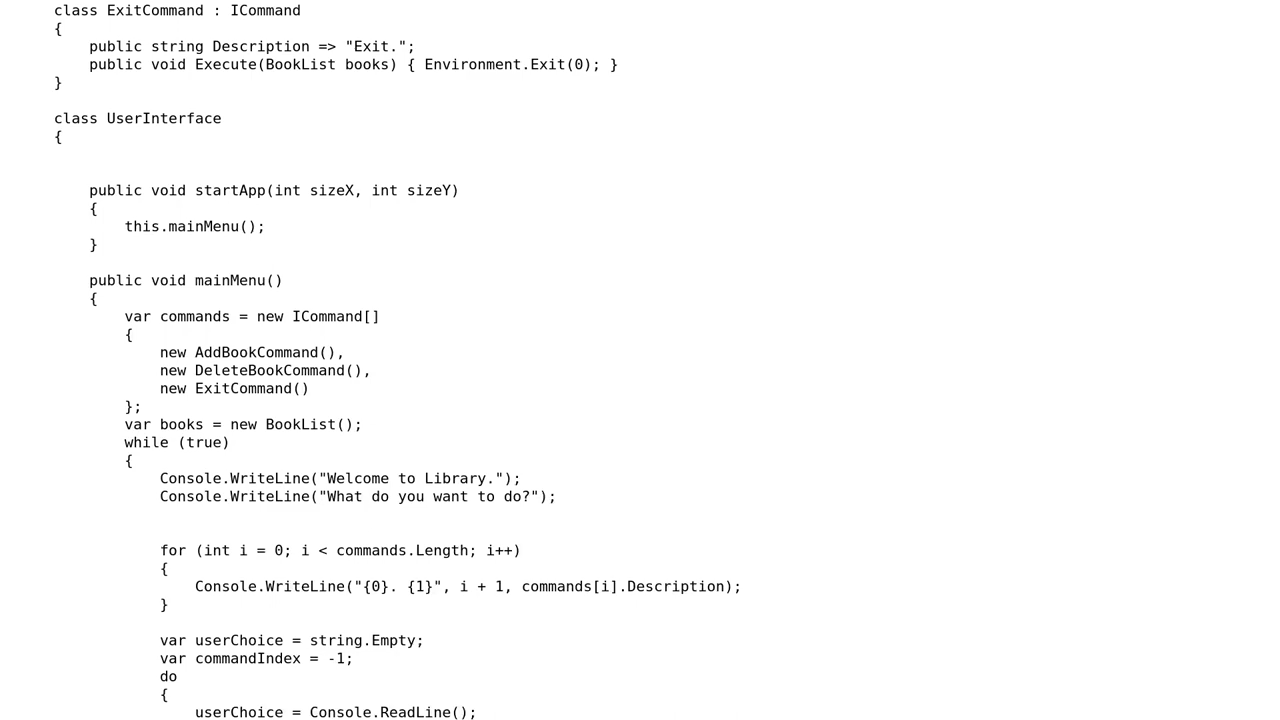 class ExitCommand : ICommand
{
    public string Description => "Exit.";
    public void Execute(BookList books) { Environment.Exit(0); }
}

class UserInterface
{


    public void startApp(int sizeX, int sizeY)
    {
        this.mainMenu();
    }

    public void mainMenu()
    {
        var commands = new ICommand[]
        {
            new AddBookCommand(),
            new DeleteBookCommand(),
            new ExitCommand()
        };
        var books = new BookList();
        while (true)
        {
            Console.WriteLine("Welcome to Library.");
            Console.WriteLine("What do you want to do?");


            for (int i = 0; i < commands.Length; i++)
            {
                Console.WriteLine("{0}. {1}", i + 1, commands[i].Description);
            }

            var userChoice = string.Empty;
            var commandIndex = -1;
            do
            {
                userChoice = Console.ReadLine();